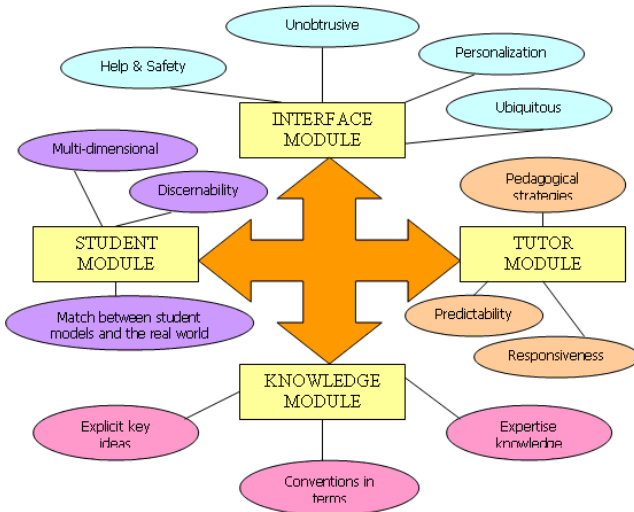 Unobtrusive
Help & Safety
Personalization
Ubiquitous
INTERFACE
MODULE
Multi-dimensional
Discernability
STUDENT
MODULE
Match between student
models and the real world
Pedagogical
strategies
TUTOR
MODULE
Predictability
Responsiveness
KNOWLEDGE
MODULE
Explicit key
ideas
Conventions in
terms
Expertise
knowledge